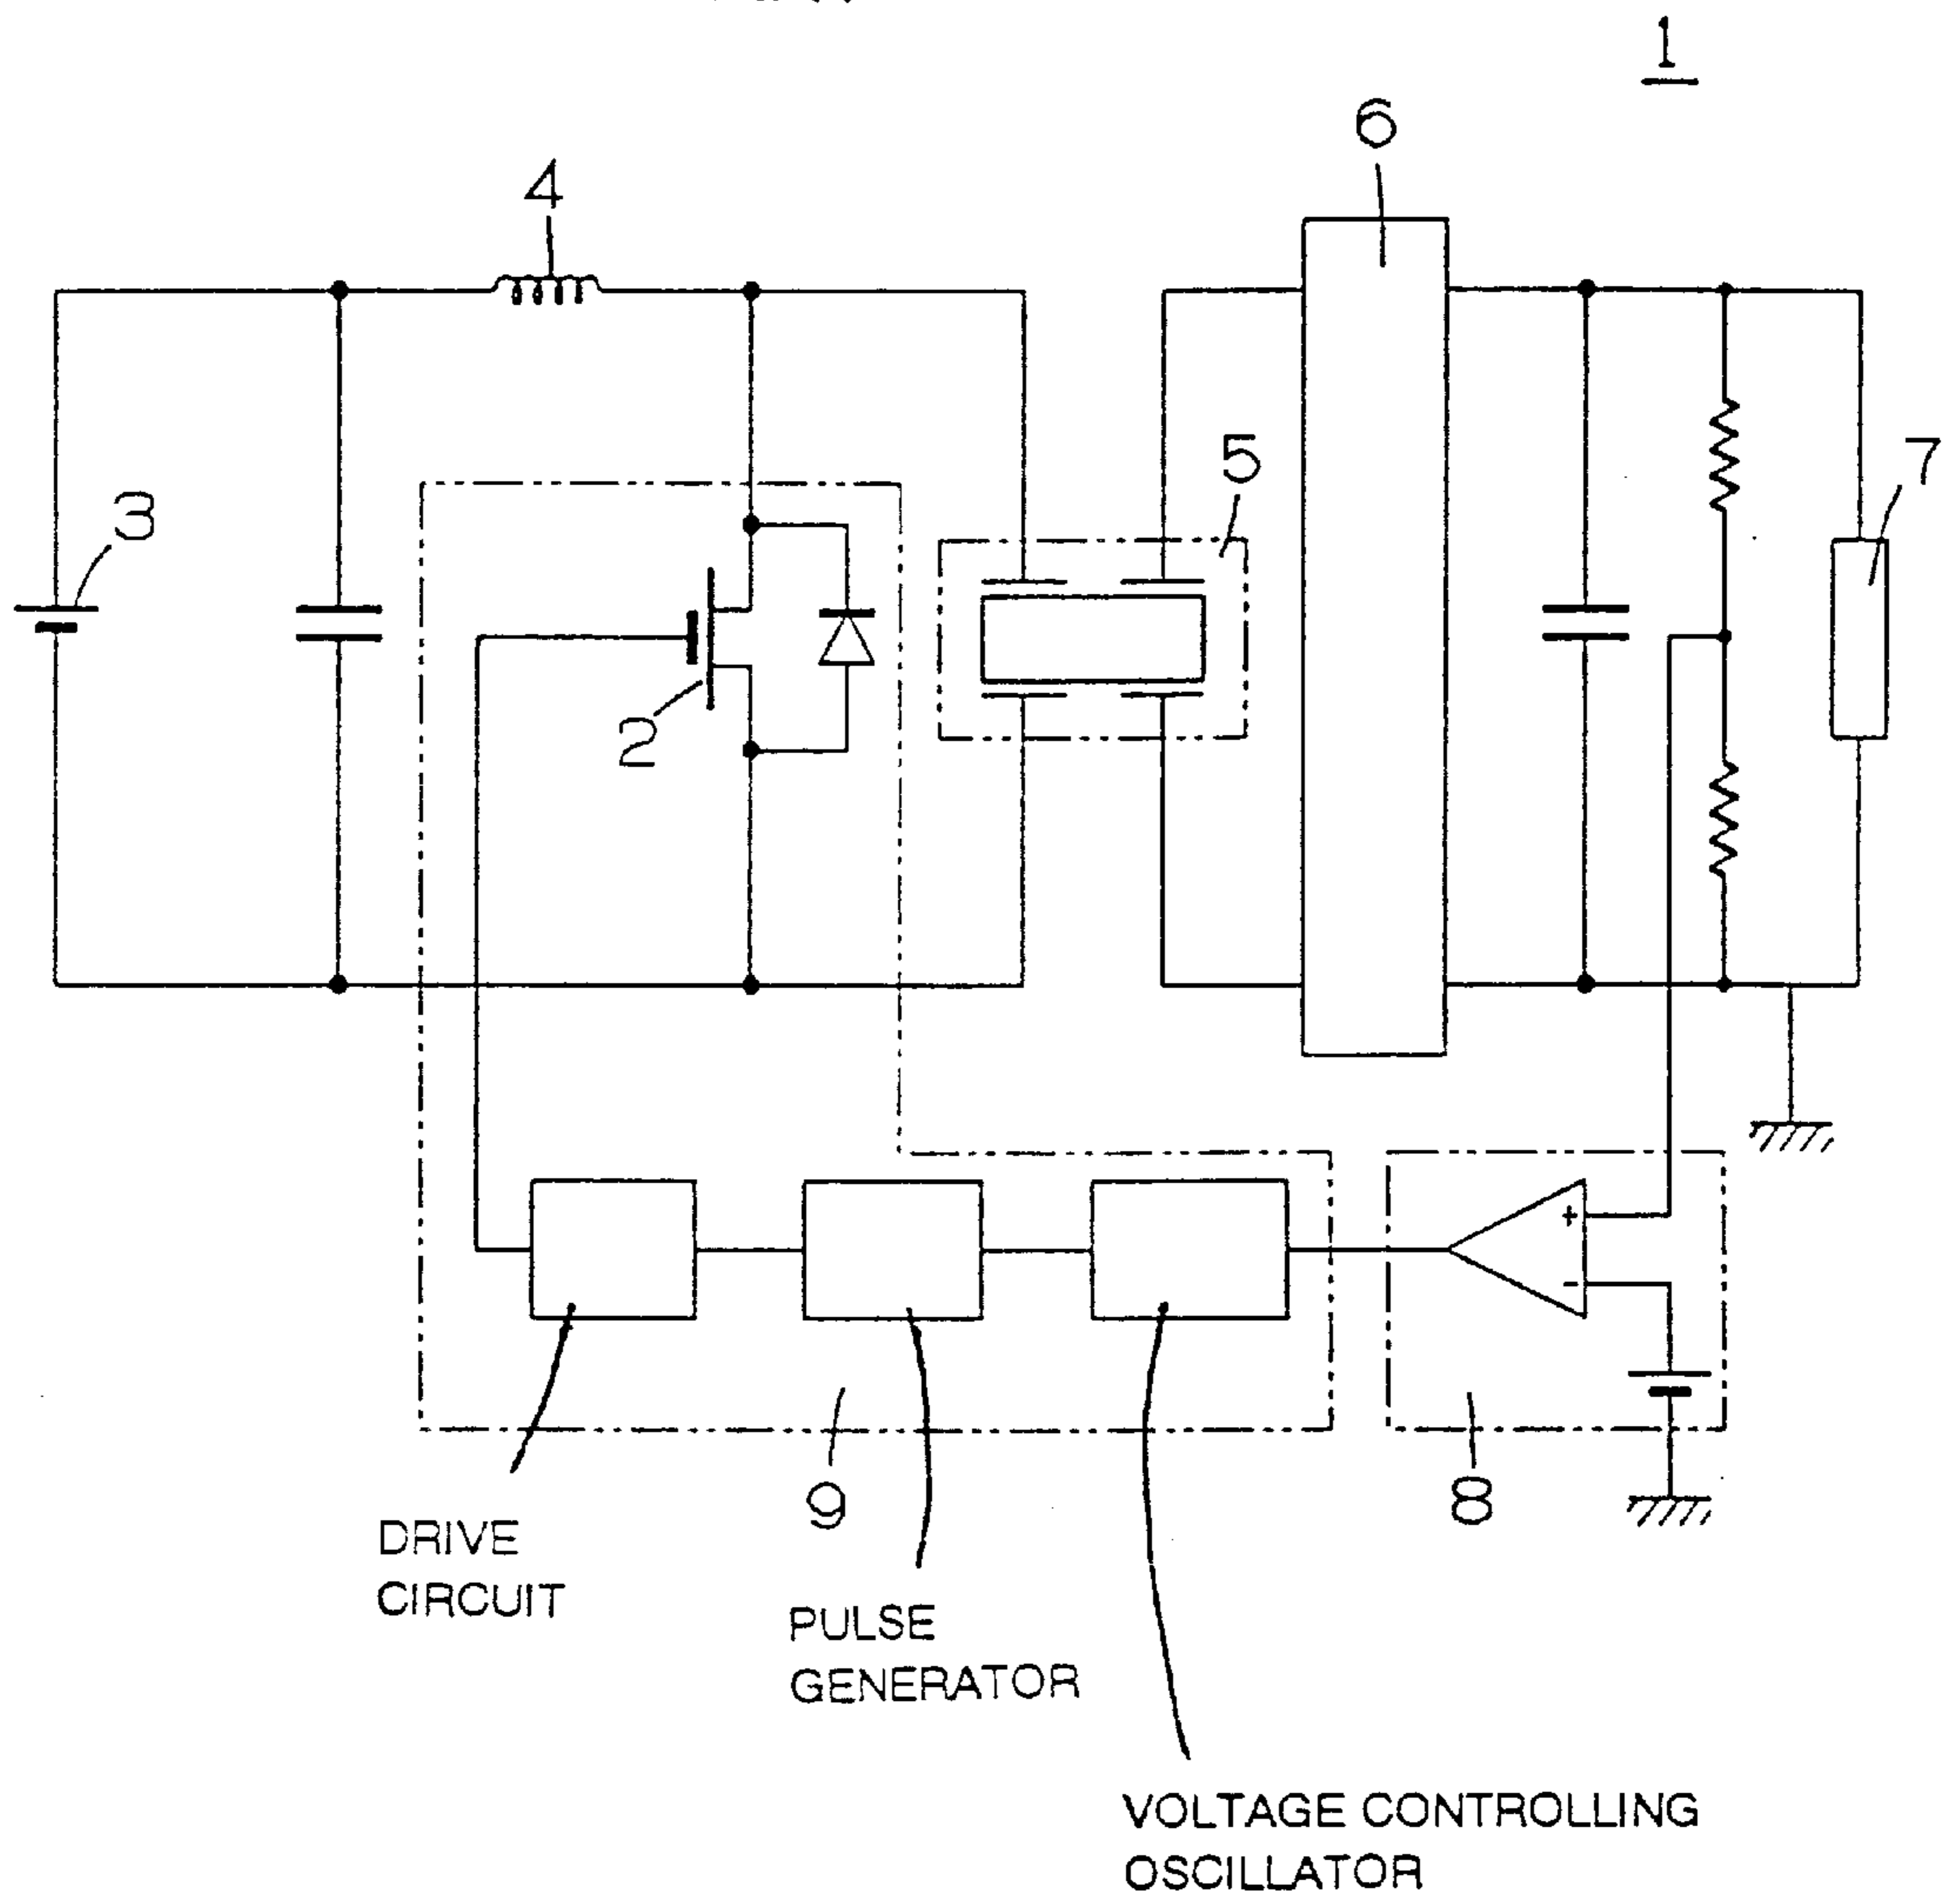 1
6
4
5
7
3
2
+
-
9
8
DRIVE
CIRCUIT
PULSE
GENERATOR
VOLTAGE CONTROLLING
OSCILLATOR